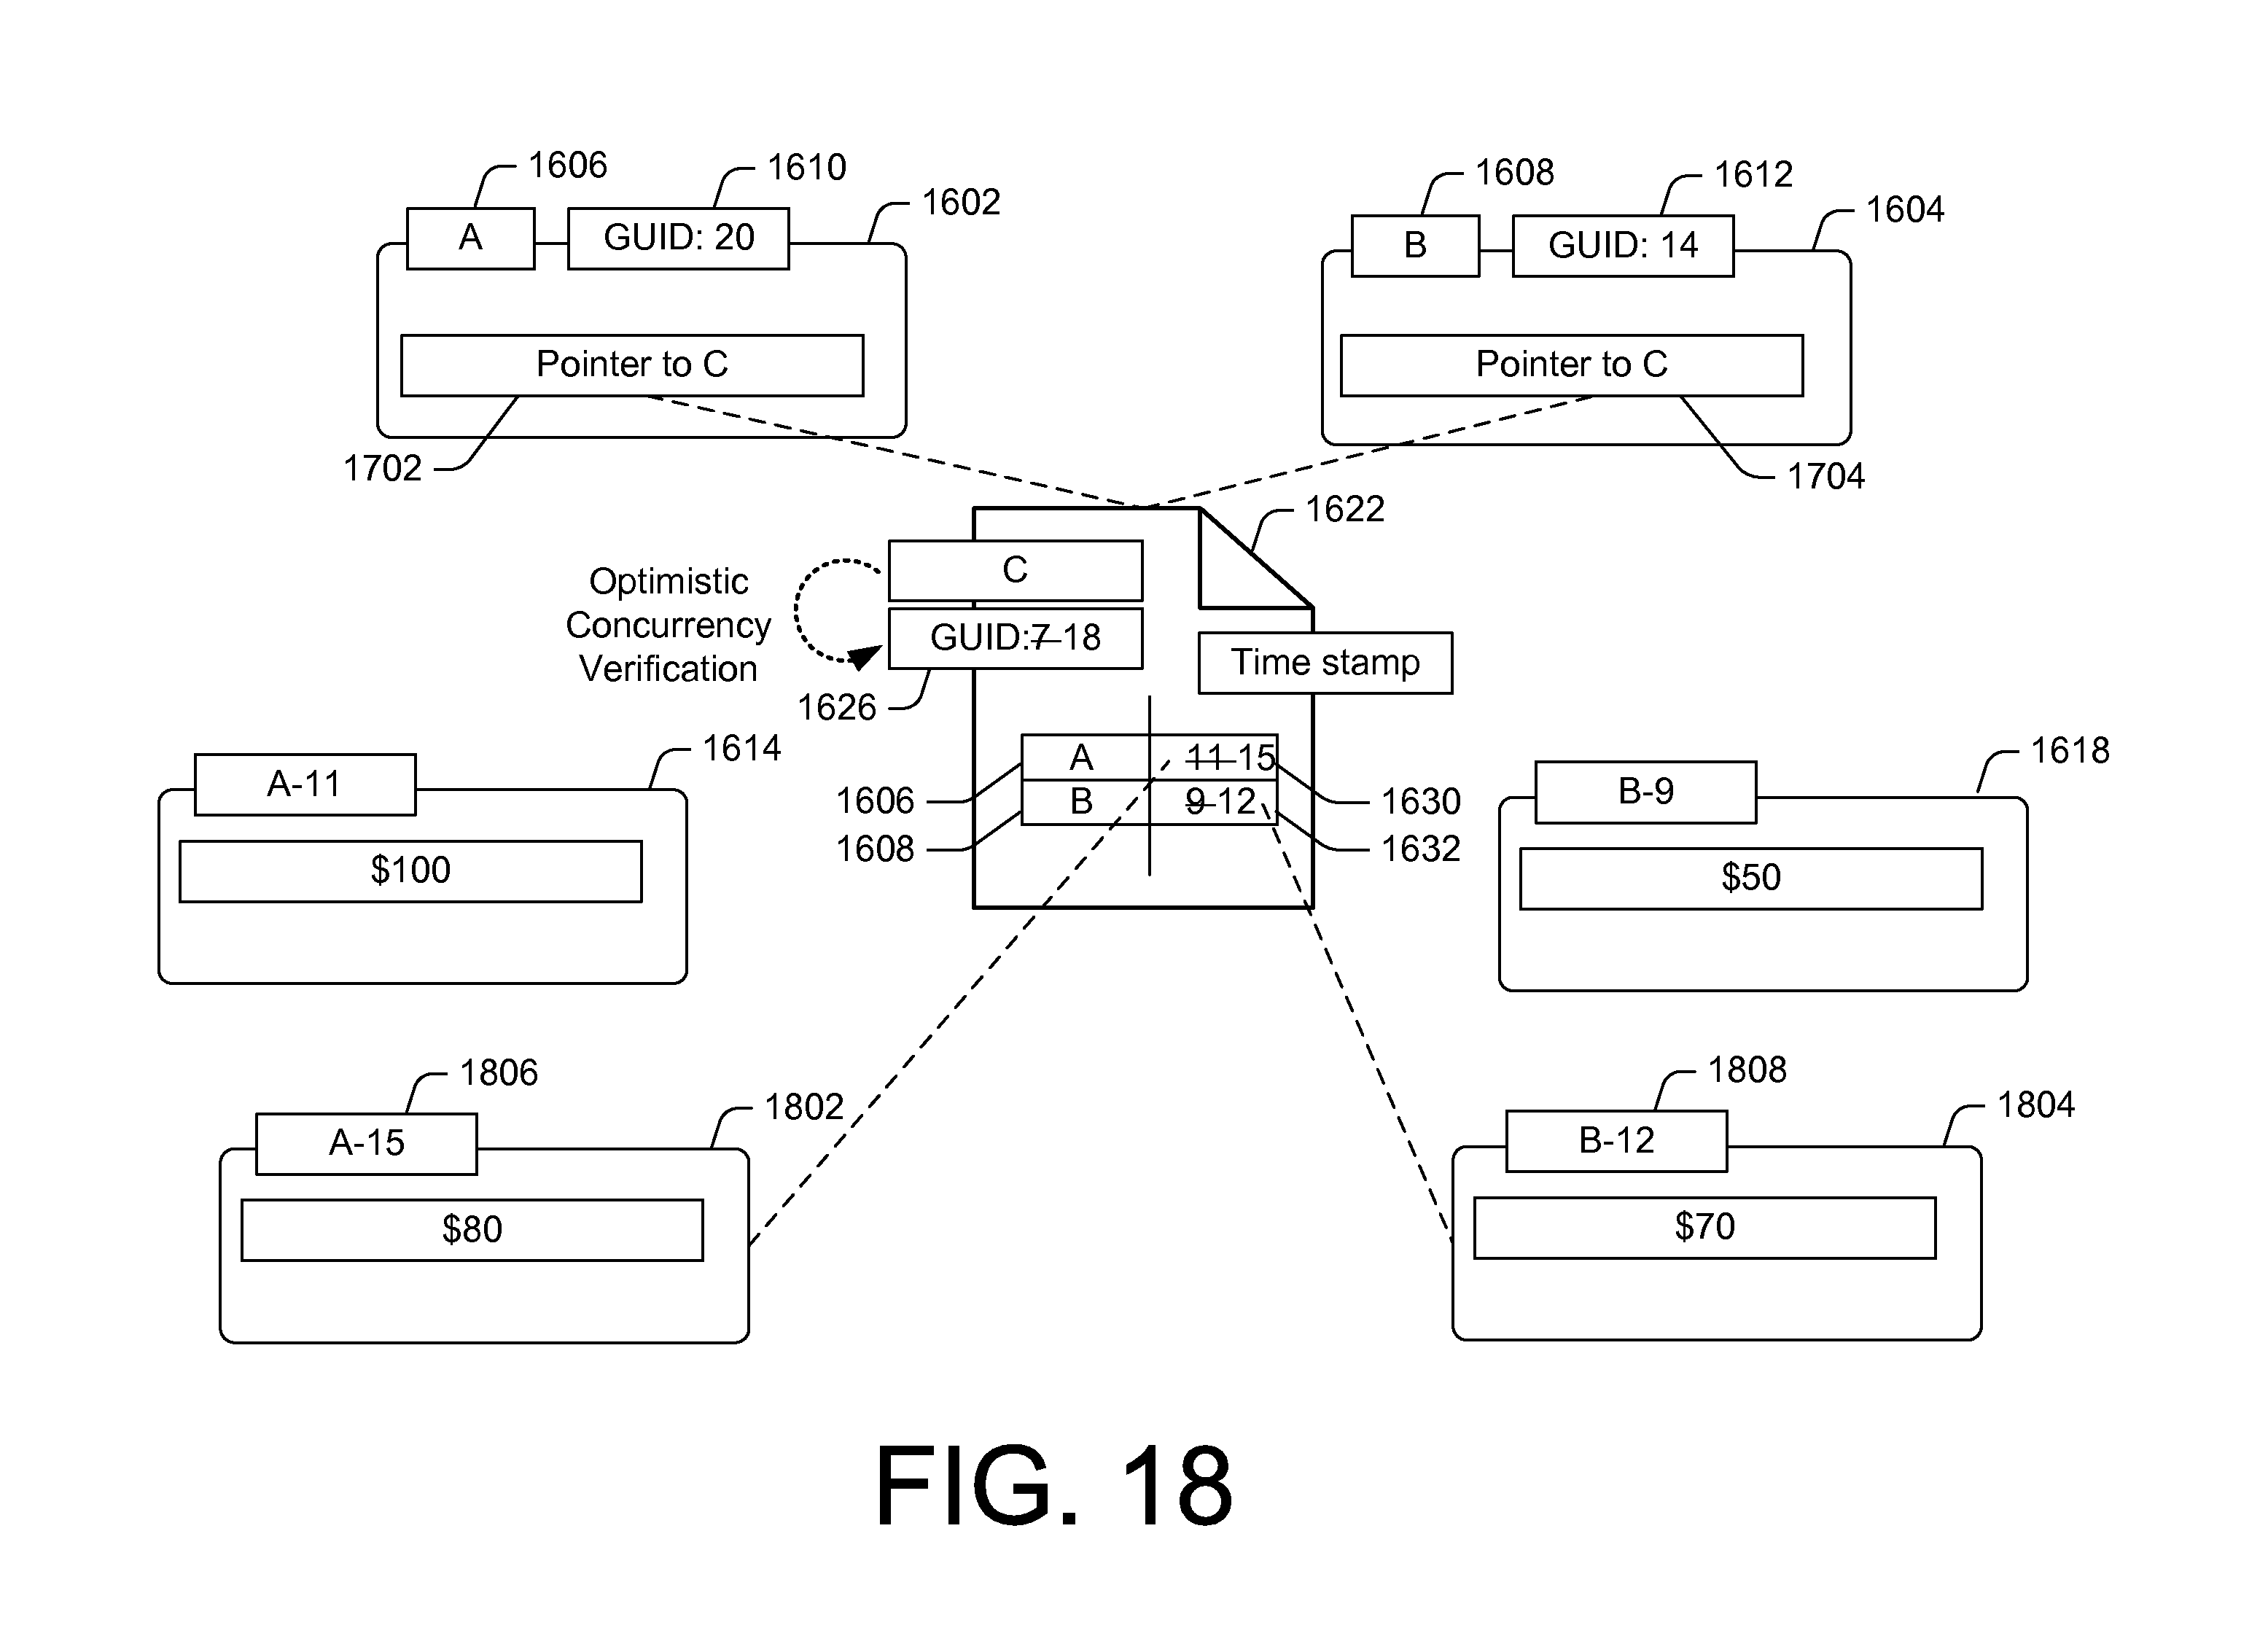 1606
1610
1602
A
GUID: 20
Pointer to C
1702
1608
1612
1604
B
GUID: 14
Pointer to C
1704
1622
Optimistic
Concurrency
Verification
C
GUID:7 18
1626
Time stamp
A
11 15
B
9 12
1606
1608
1630
1632
1614
A-11
$100
1618
B-9
$50
1806
1802
A-15
$80
1808
1804
B-12
$70
FIG. 18